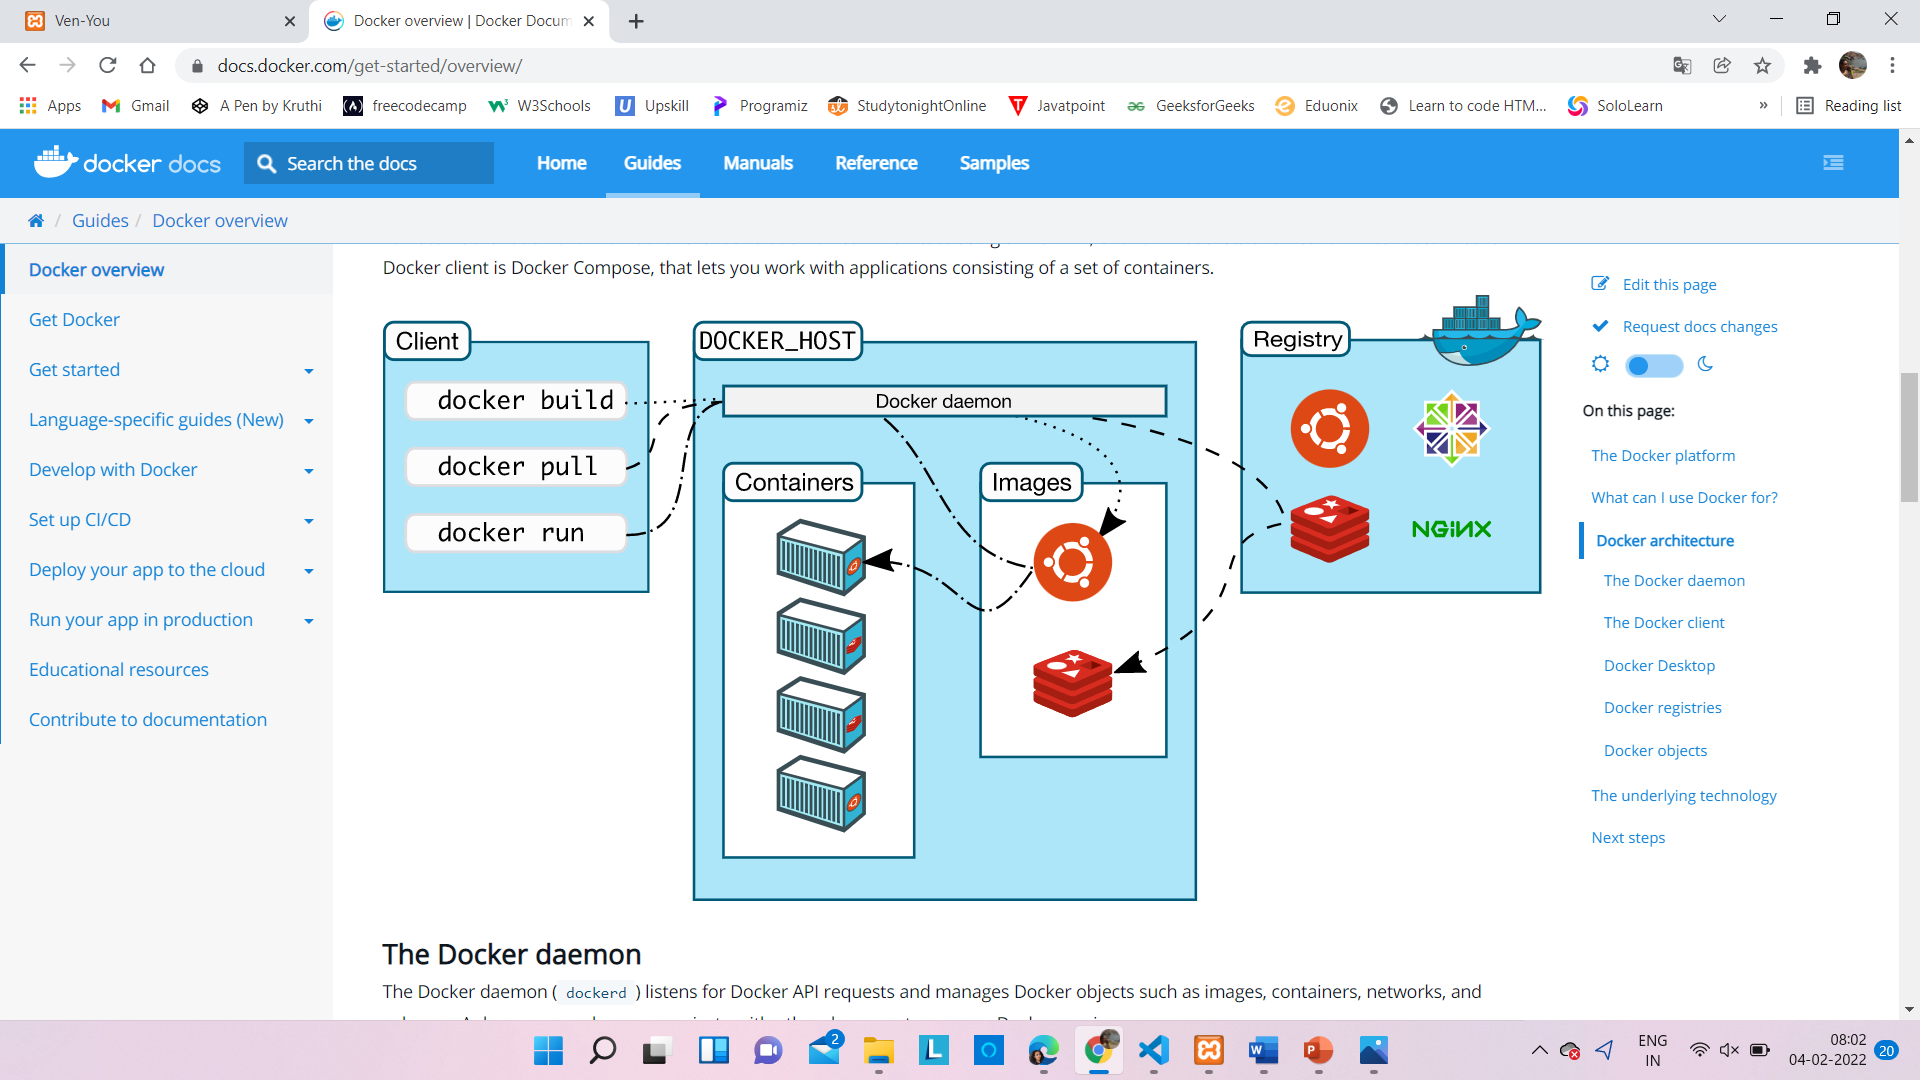 Ven-You
Docker overview | Docker Docum
docs.docker.com/get-started/overview/
Apps
Gmail
A Pen by Kruthi
freecodecamp
W3Schools
Upskill
Programiz
StudytonightOnline
Javatpoint
GeeksforGeeks
Eduonix
Learn to code HTM...
SoloLearn
»
Reading list
docker docs
Search the docs
Home
Guides
Manuals
Reference
Samples
/ Guides / Docker overview
Docker overview
Get Docker
Get started
Language-specific guides (New)
Develop with Docker
Set up CI/CD
Deploy your app to the cloud
Run your app in production
Educational resources
Contribute to documentation
Docker client is Docker Compose, that lets you work with applications consisting of a set of containers.
Client
docker build
docker pull
docker run
DOCKER_HOST
Docker daemon
Containers
Images
Registry
NGINX
The Docker daemon
The Docker daemon ( dockerd ) listens for Docker API requests and manages Docker objects such as images, containers, networks, and
Edit this page
Request docs changes
On this page:
The Docker platform
What can I use Docker for?
Docker architecture
The Docker daemon
The Docker client
Docker Desktop
Docker registries
Docker objects
The underlying technology
Next steps
2
L
W
P
ENG
IN
08:02
04-02-2022
20